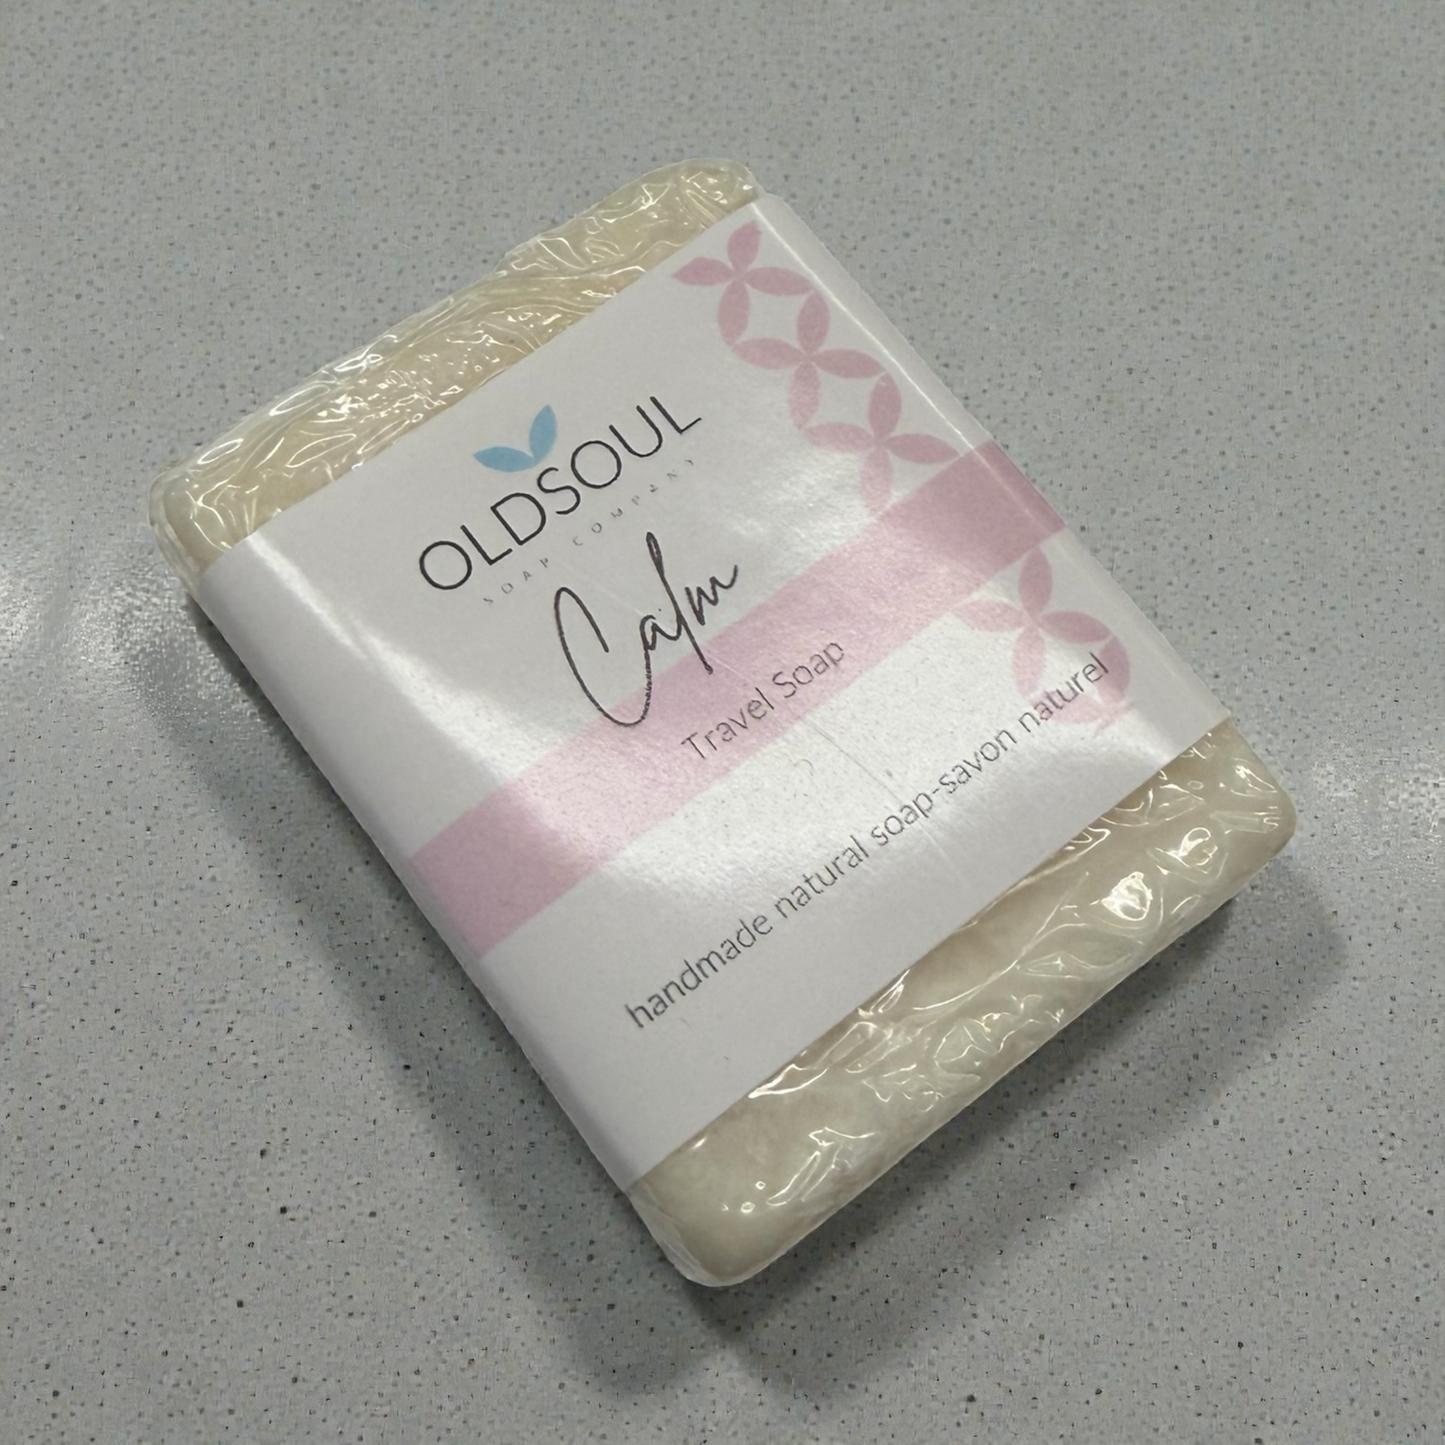 OLDSOUL
SOAP COMPANY
Calm
Travel Soap
handmade natural soap-savon naturel